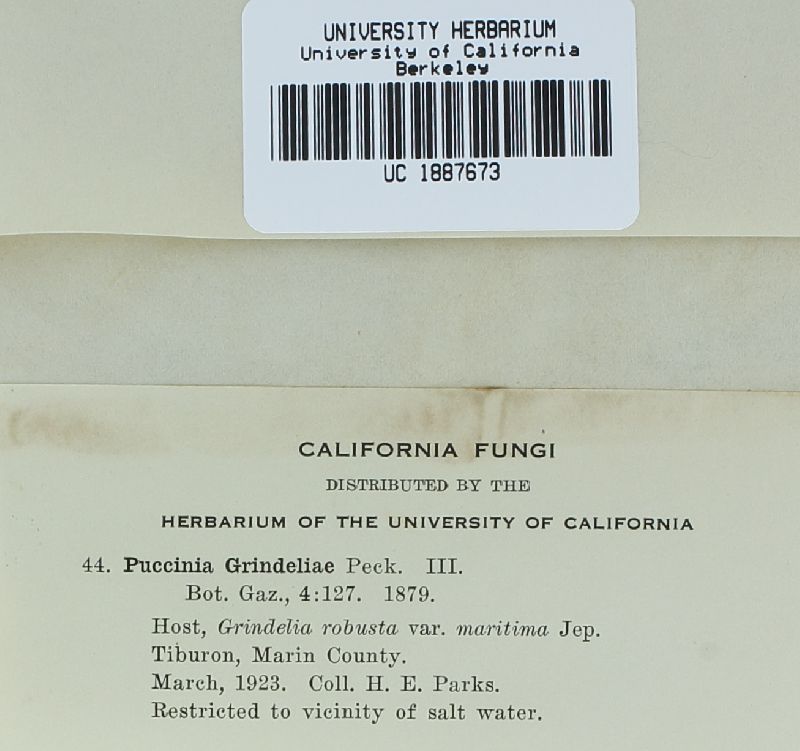 UNIVERSITY HERBARIUM
University of California
Berkeley
UC 1887673
CALIFORNIA FUNGI
DISTRIBUTED BY THE
HERBARIUM OF THE UNIVERSITY OF CALIFORNIA
44. Puccinia Grindeliae Peck. III.
Bot. Gaz., 4:127. 1879.
Host, Grindelia robusta var. maritima Jep.
Tiburon, Marin County.
March, 1923. Coll. H. E. Parks.
Restricted to vicinity of salt water.